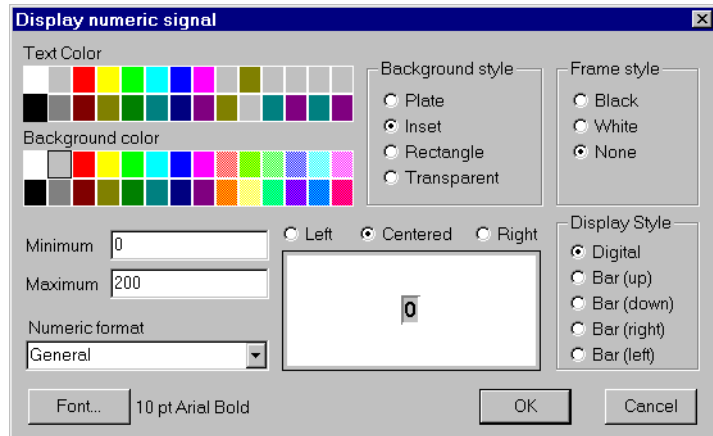 Display numeric signal
Text Color
Background color
Background style
Plate
Inset
Rectangle
Transparent
Frame style
Black
White
None
Minimum 0
Maximum 200
Numeric format
General
Left Centered Right
0
Display Style
Digital
Bar (up)
Bar (down)
Bar (right)
Bar (left)
Font... 10 pt Arial Bold
OK Cancel